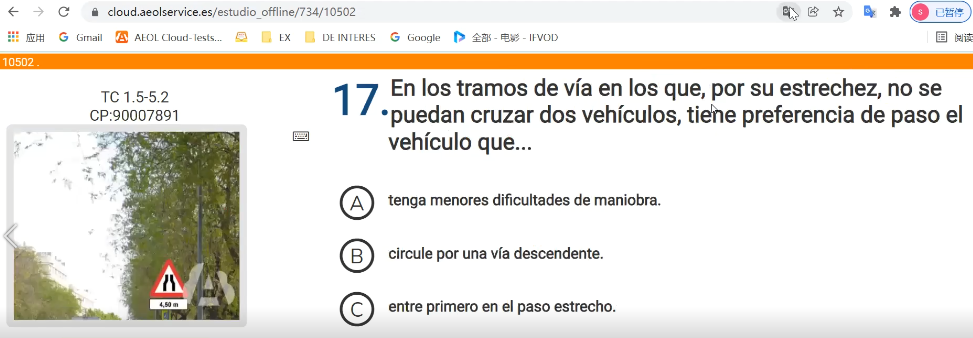 cloud.aeolservice.es/estudio_offline/734/10502
已暂停
应用 Gmail AEOL Cloud-Tests... EX DE INTERES Google 全部 - 电影 - IFVOD 阅读
10502 .
TC 1.5-5.2
CP:90007891
17. En los tramos de vía en los que, por su estrechez, no se
puedan cruzar dos vehículos, tiene preferencia de paso el
vehículo que...
A tenga menores dificultades de maniobra.
B circule por una vía descendente.
C entre primero en el paso estrecho.
4,50 m